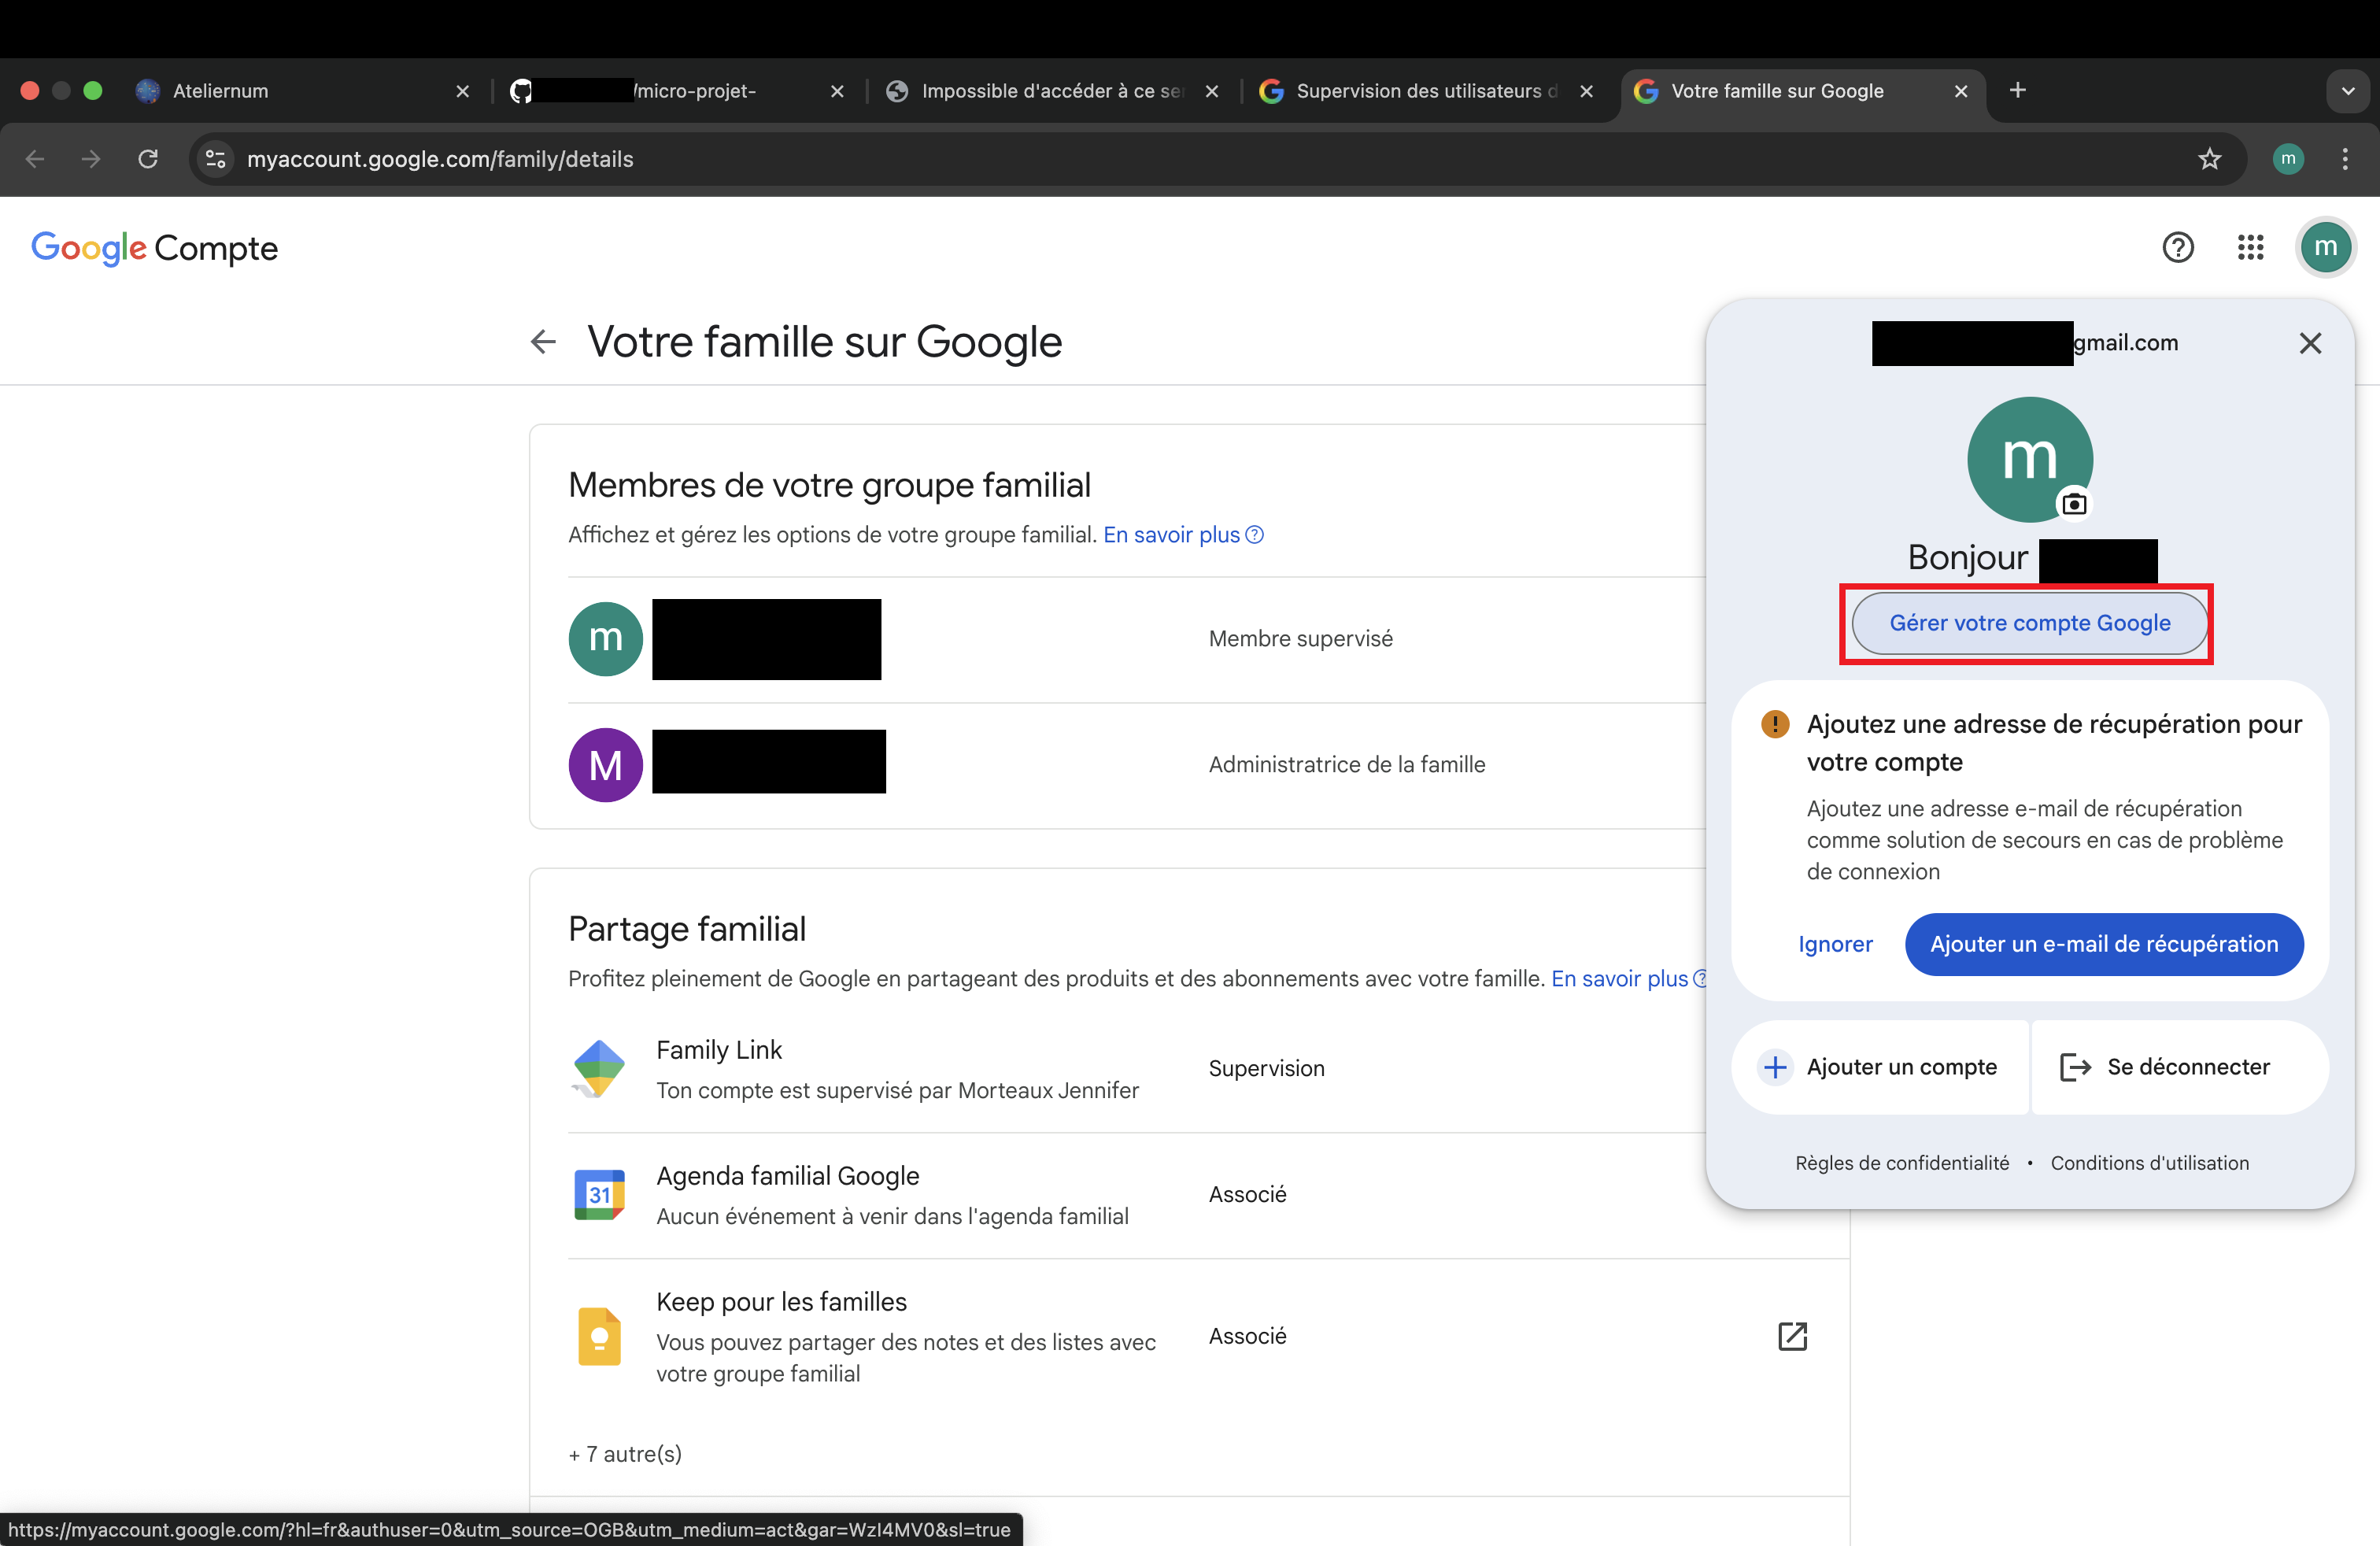 Ateliernum
/micro-projet-
Impossible d'accéder à ce ser
Supervision des utilisateurs d
Votre famille sur Google
myaccount.google.com/family/details
m
Google Compte
m
Votre famille sur Google
gmail.com
m
Bonjour
Gérer votre compte Google
Membres de votre groupe familial
Affichez et gérez les options de votre groupe familial. En savoir plus
m
Membre supervisé
M
Administratrice de la famille
Ajoutez une adresse de récupération pour
votre compte
Ajoutez une adresse e-mail de récupération
comme solution de secours en cas de problème
de connexion
Ignorer
Ajouter un e-mail de récupération
Ajouter un compte
Se déconnecter
Règles de confidentialité • Conditions d'utilisation
Partage familial
Profitez pleinement de Google en partageant des produits et des abonnements avec votre famille. En savoir plus
Family Link
Ton compte est supervisé par Morteaux Jennifer
Supervision
31
Agenda familial Google
Aucun événement à venir dans l'agenda familial
Associé
Keep pour les familles
Vous pouvez partager des notes et des listes avec
votre groupe familial
Associé
+ 7 autre(s)
https://myaccount.google.com/?hl=fr&authuser=0&utm_source=OGB&utm_medium=act&gar=WzI4MV0&sl=true